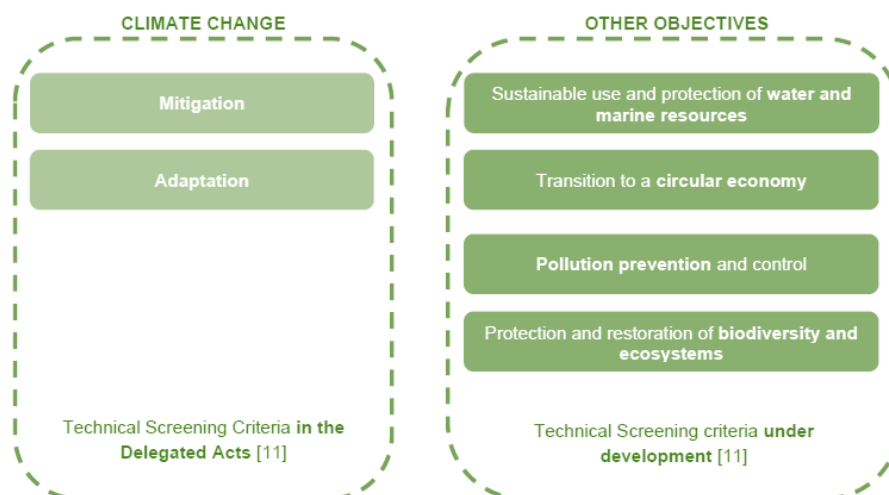 CLIMATE CHANGE
Mitigation
Adaptation
Technical Screening Criteria in the
Delegated Acts [11]
OTHER OBJECTIVES
Sustainable use and protection of water and
marine resources
Transition to a circular economy
Pollution prevention and control
Protection and restoration of biodiversity and
ecosystems
Technical Screening criteria under
development [11]